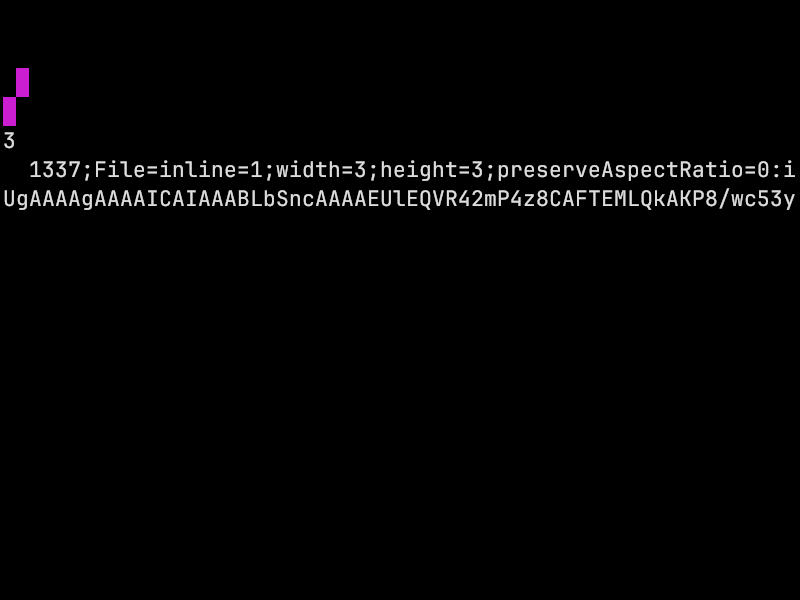 3
1337;File=inline=1;width=3;height=3;preserveAspectRatio=0:i
UgAAAAgAAAAICAIAAABLbSncAAAAEUlEQVR42mP4z8CAFTEMLQkAKP8/wc53y